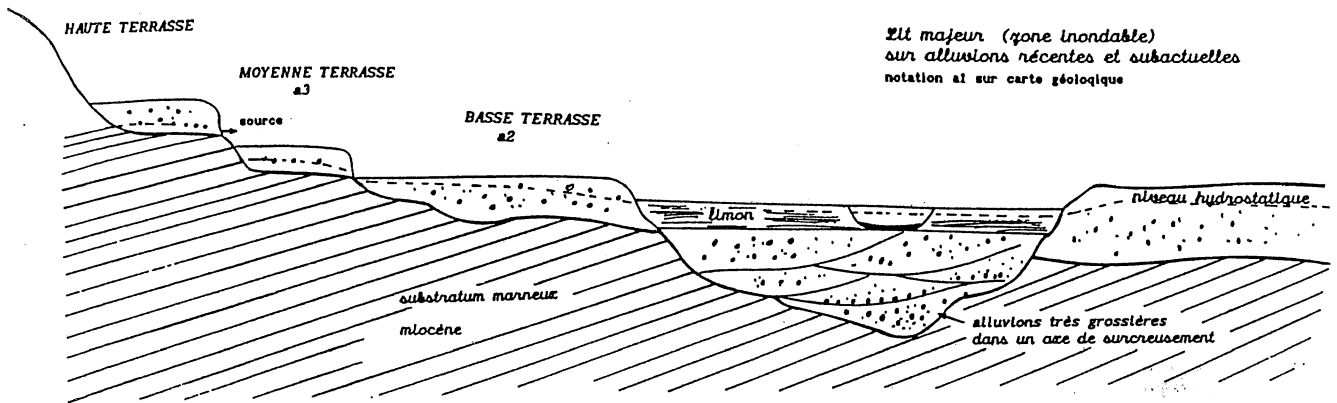 HAUTE TERRASSE
MOYENNE TERRASSE
a3
source
BASSE TERRASSE
a2
Lit majeur (zone inondable)
sur alluvions récentes et subactuelles
notation a1 sur carte géologique
limon
niveau hydrostatique
substratum marneux
miocène
alluvions très grossières
dans un axe de surcreusement